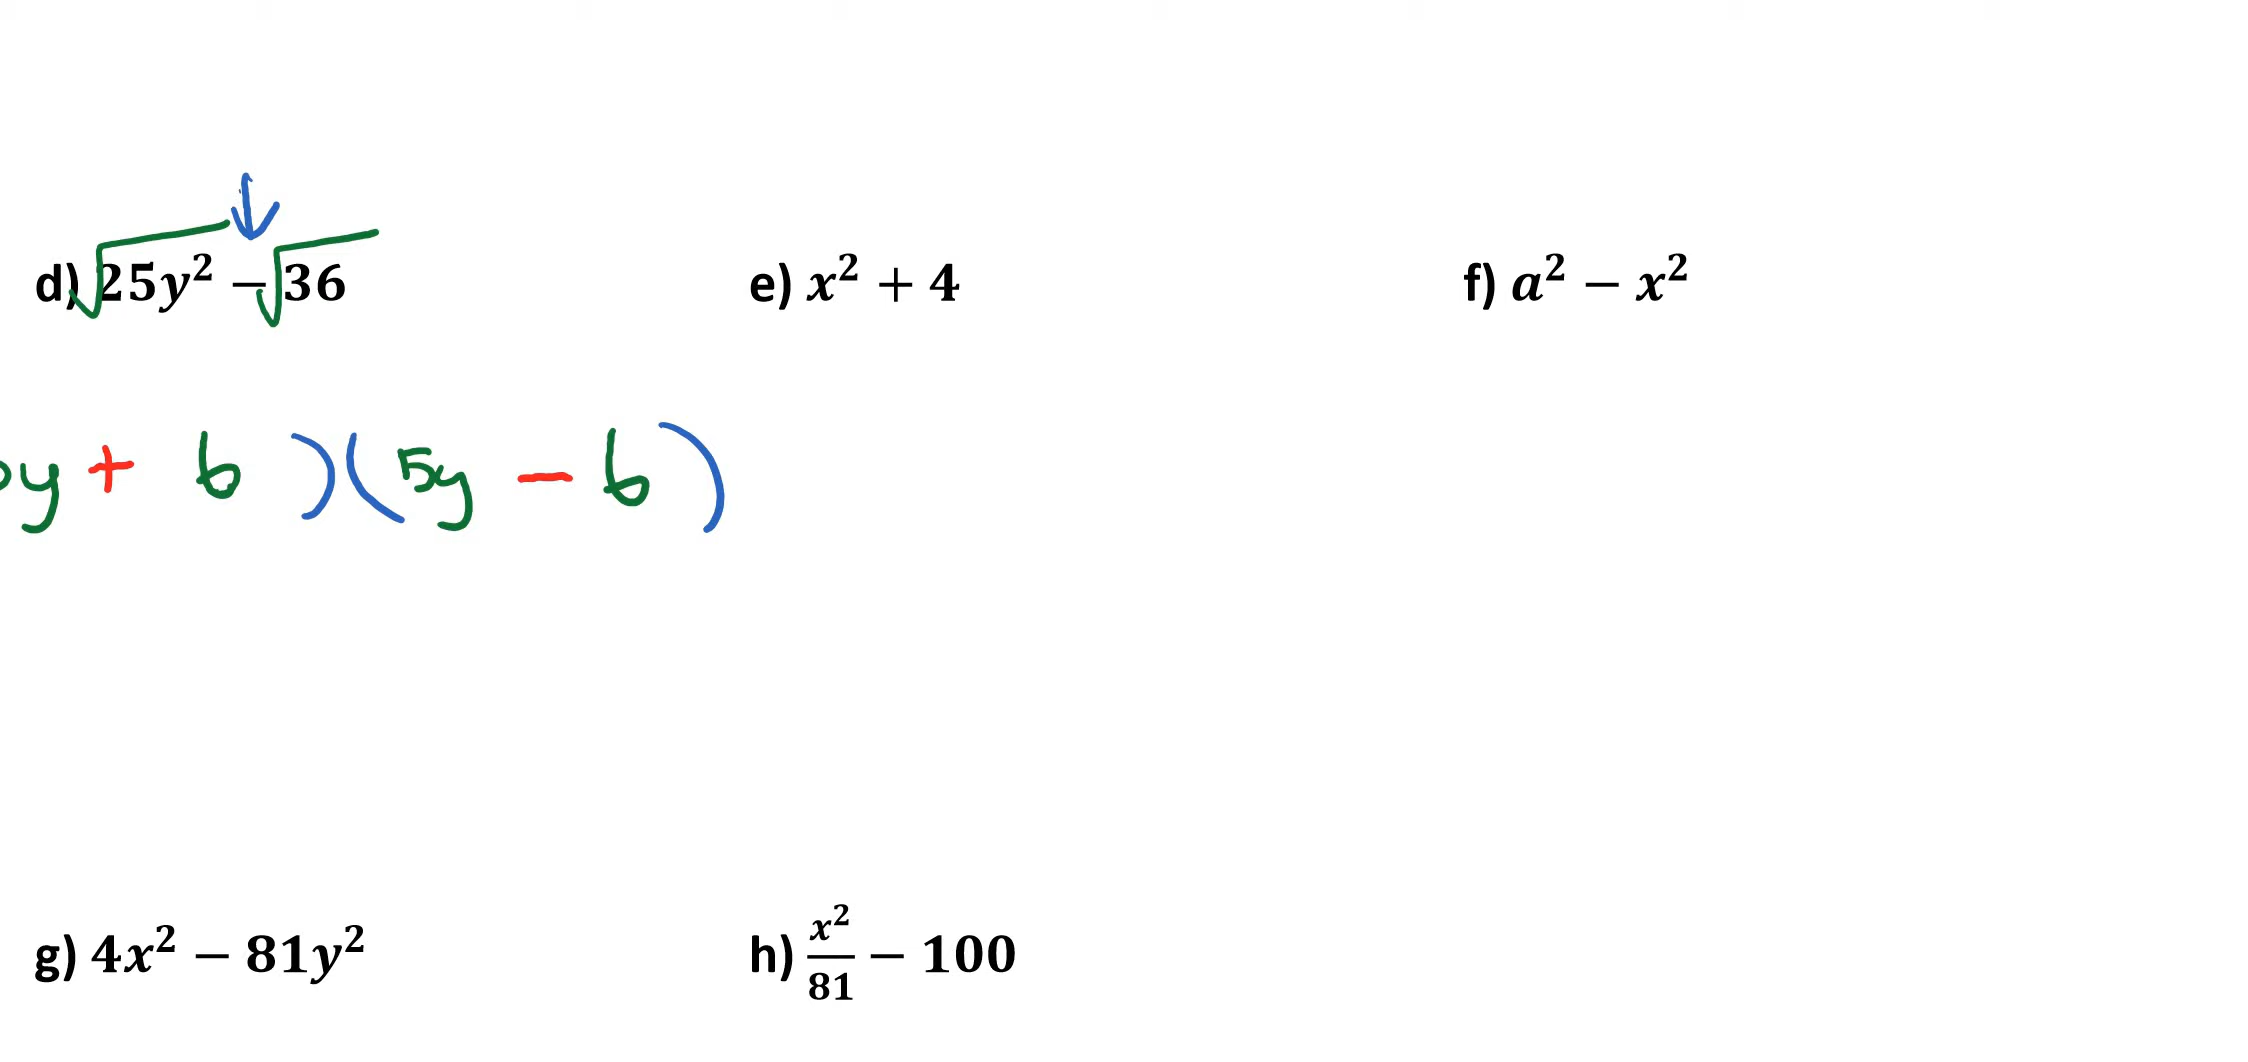 d) √25y² − √36
e) x² + 4
f) a² − x²
y + 6 )(5y − 6)
g) 4x² − 81y²
h) x²/81 − 100